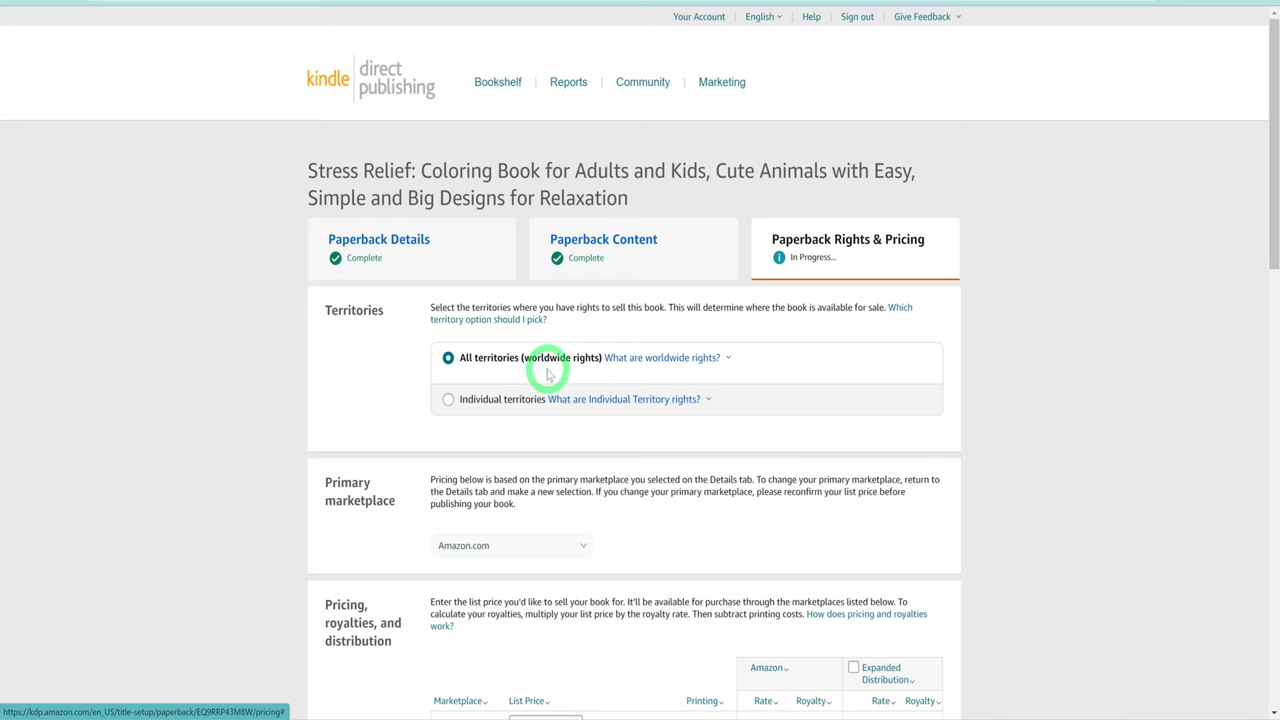 Your Account English Help Sign out Give Feedback
kindle direct publishing
Bookshelf Reports Community Marketing
Stress Relief: Coloring Book for Adults and Kids, Cute Animals with Easy,
Simple and Big Designs for Relaxation
Paperback Details Paperback Content Paperback Rights & Pricing
Complete Complete In Progress...
Territories
Select the territories where you have rights to sell this book. This will determine where the book is available for sale. Which
territory option should I pick?
All territories (worldwide rights) What are worldwide rights?
Individual territories What are Individual Territory rights?
Primary
marketplace
Pricing below is based on the primary marketplace you selected on the Details tab. To change your primary marketplace, return to
the Details tab and make a new selection. If you change your primary marketplace, please reconfirm your list price before
publishing your book.
Amazon.com
Pricing,
royalties, and
distribution
Enter the list price you'd like to sell your book for. It'll be available for purchase through the marketplaces listed below. To
calculate your royalties, multiply your list price by the royalty rate. Then subtract printing costs. How does pricing and royalties
work?
Amazon Expanded
Distribution
Marketplace List Price Printing Rate Royalty Rate Royalty
https://kdp.amazon.com/en_US/title-setup/paperback/EQ9RRP43M8W/pricing#